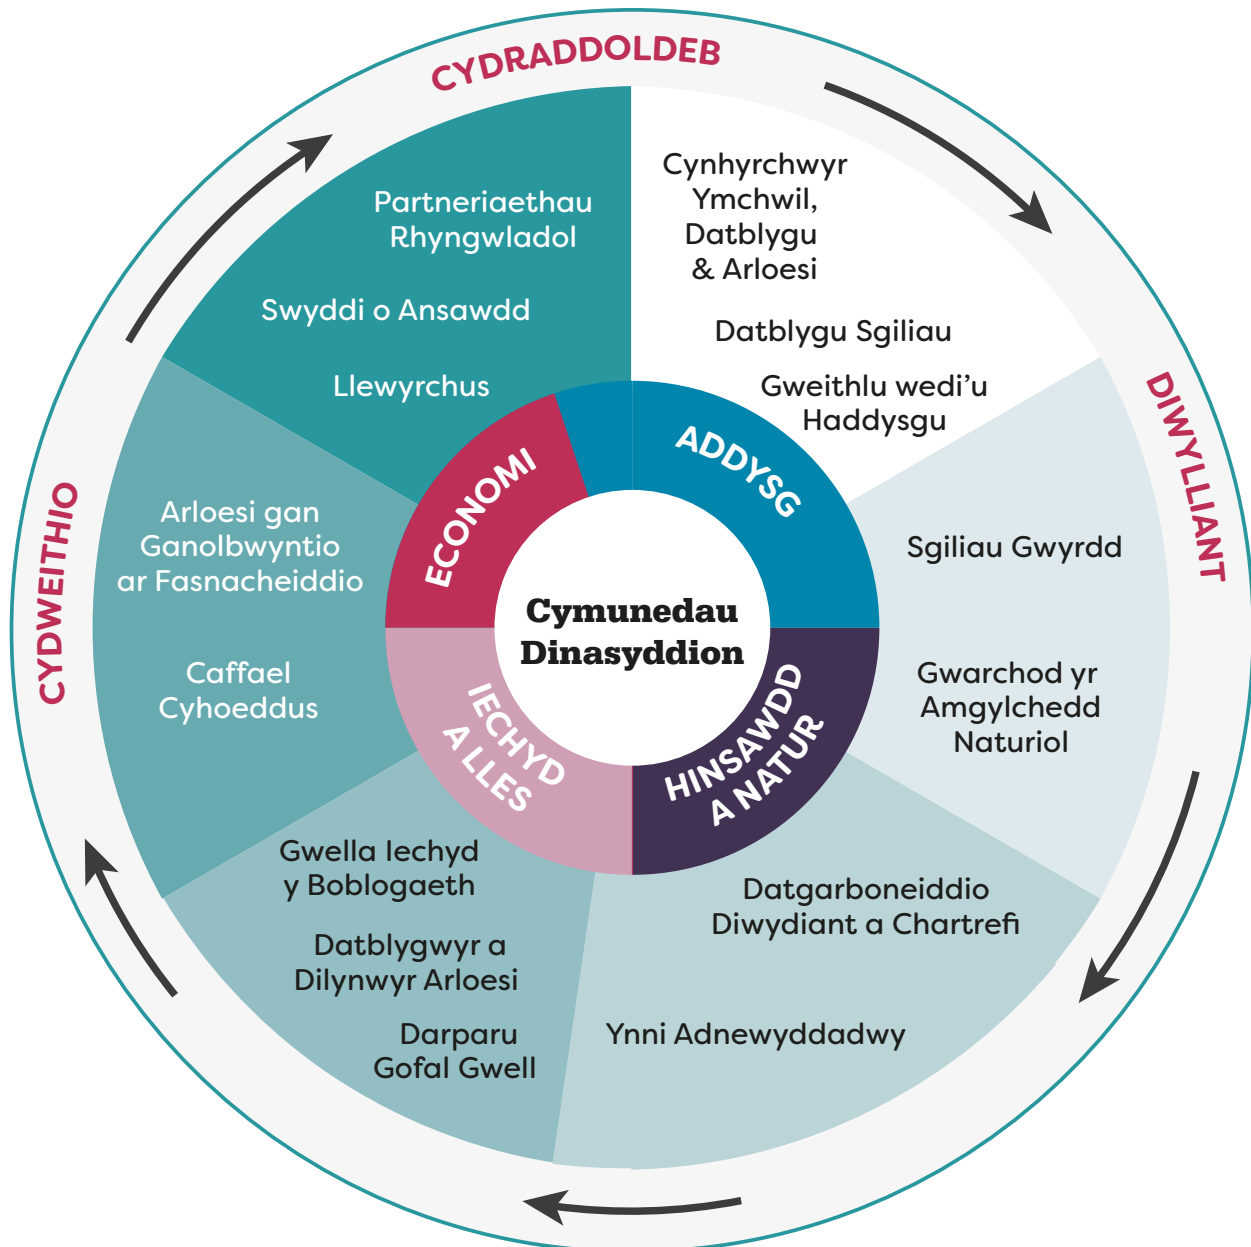 CYDRADDOLDEB
DIWYLLIANT
CYDWEITHIO
Partneriaethau
Rhyngwladol
Swyddi o Ansawdd
Llewyrchus
Cynhyrchwyr
Ymchwil,
Datblygu
& Arloesi
Datblygu Sgiliau
Gweithlu wedi’u
Haddysgu
Sgiliau Gwyrdd
Gwarchod yr
Amgylchedd
Naturiol
Datgarboneiddio
Diwydiant a Chartrefi
Ynni Adnewyddadwy
Gwella Iechyd
y Boblogaeth
Datblygwyr a
Dilynwyr Arloesi
Darparu
Gofal Gwell
Arloesi gan
Ganolbwyntio
ar Fasnacheiddio
Caffael
Cyhoeddus
ECONOMI
ADDYSG
HINSAWDD
A NATUR
IECHYD
A LLES
Cymunedau
Dinasyddion